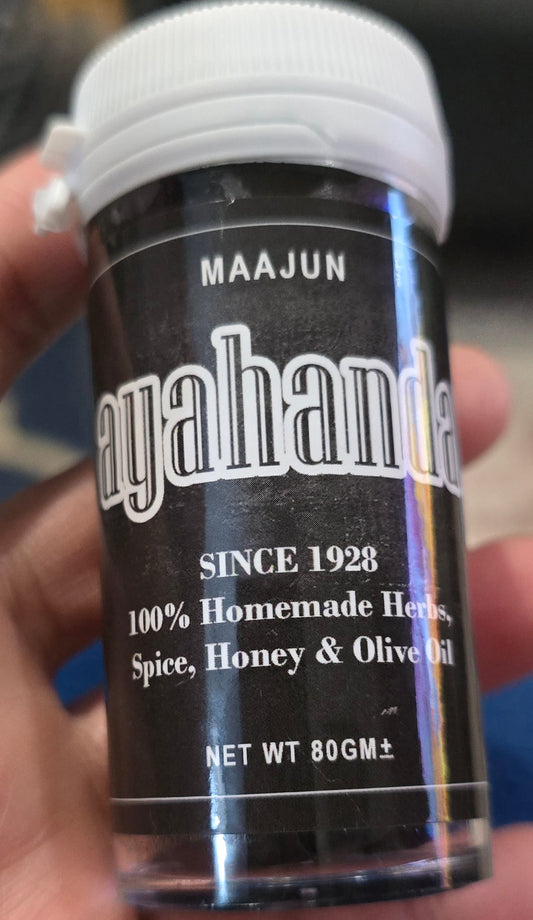 MAAJUN
ayahanda
SINCE 1928
100% Homemade Herbs,
Spice, Honey & Olive Oil
NET WT 80GM±